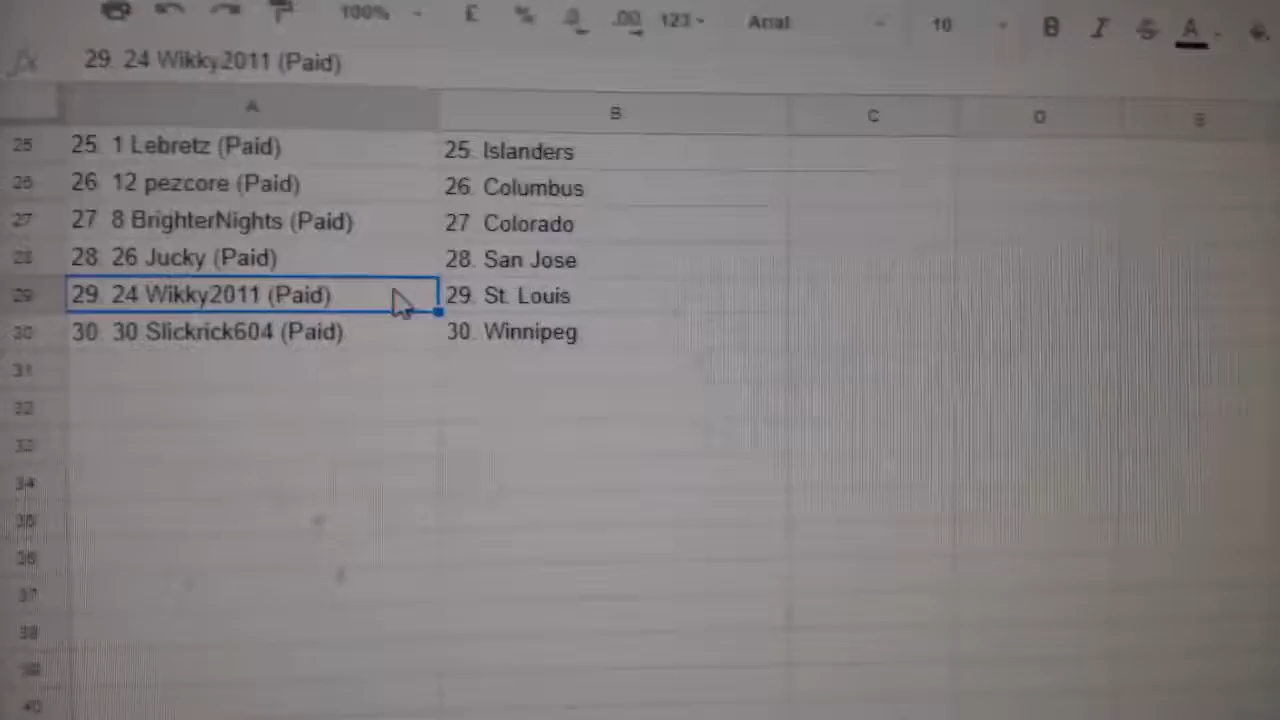 100% £ % .0 .00 123 Arial 10 B I S A
fx 29. 24 Wikky2011 (Paid)
A B C D E
25 25. 1 Lebretz (Paid) 25. Islanders
26 26. 12 pezcore (Paid) 26. Columbus
27 27. 8 BrighterNights (Paid) 27. Colorado
28 28. 26 Jucky (Paid) 28. San Jose
29 29. 24 Wikky2011 (Paid) 29. St. Louis
30 30. 30 Slickrick604 (Paid) 30. Winnipeg
31
32
33
34
35
36
37
38
39
40